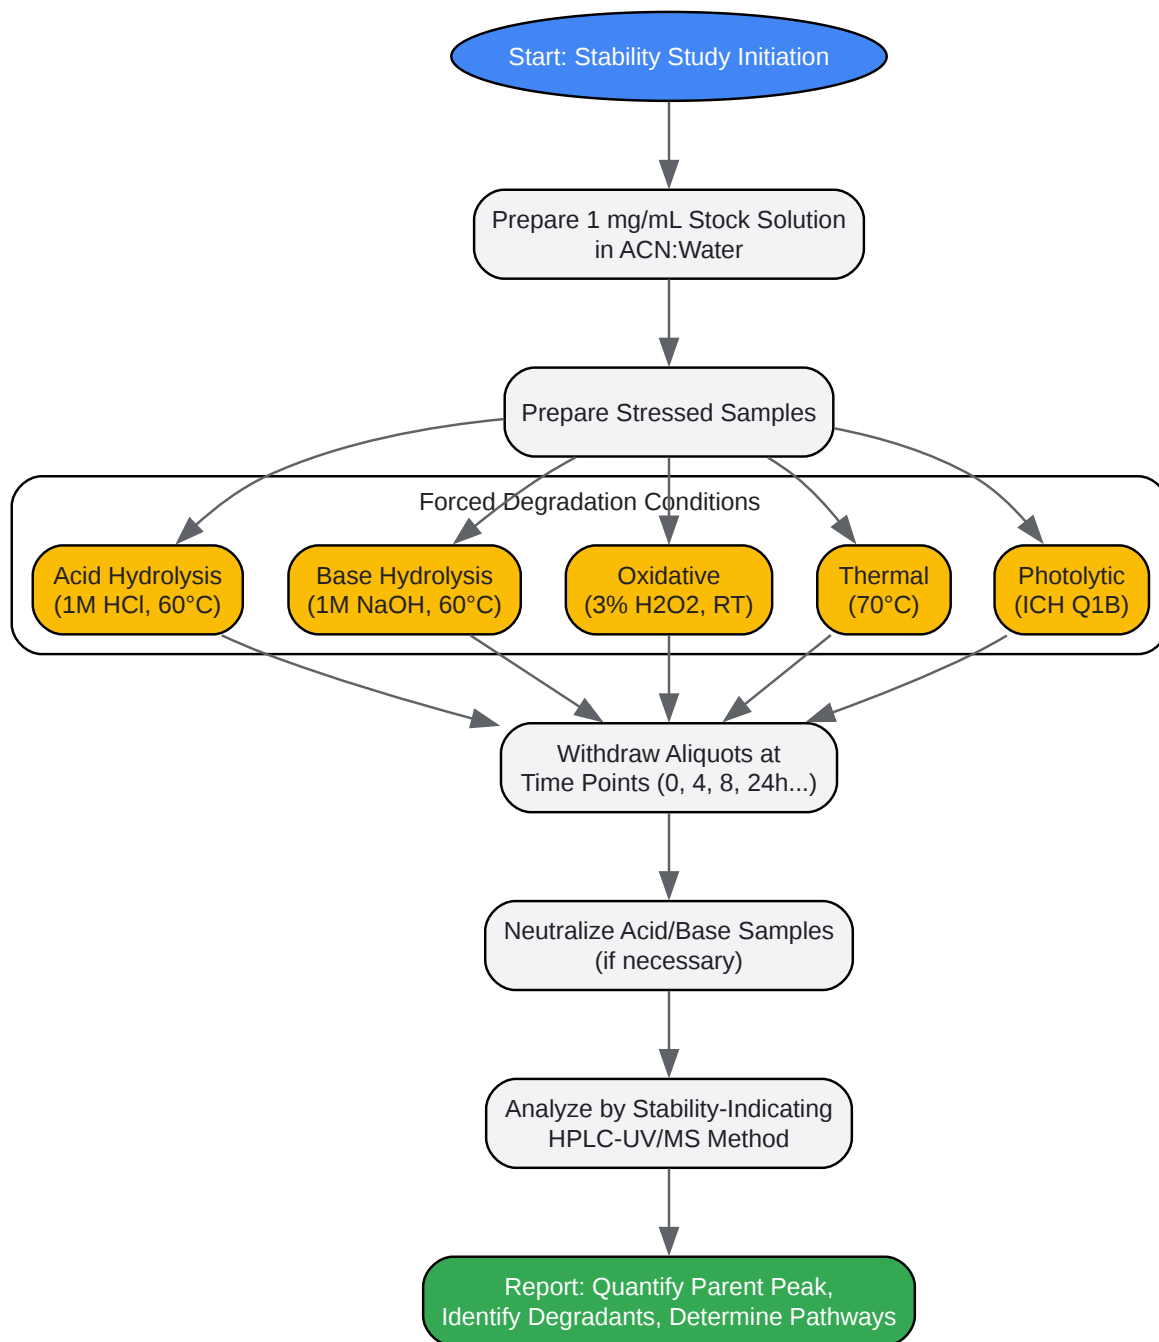 Start: Stability Study Initiation
Prepare 1 mg/mL Stock Solution
in ACN:Water
Prepare Stressed Samples
Forced Degradation Conditions
Acid Hydrolysis
(1M HCl, 60°C)
Base Hydrolysis
(1M NaOH, 60°C)
Oxidative
(3% H2O2, RT)
Thermal
(70°C)
Photolytic
(ICH Q1B)
Withdraw Aliquots at
Time Points (0, 4, 8, 24h...)
Neutralize Acid/Base Samples
(if necessary)
Analyze by Stability-Indicating
HPLC-UV/MS Method
Report: Quantify Parent Peak,
Identify Degradants, Determine Pathways